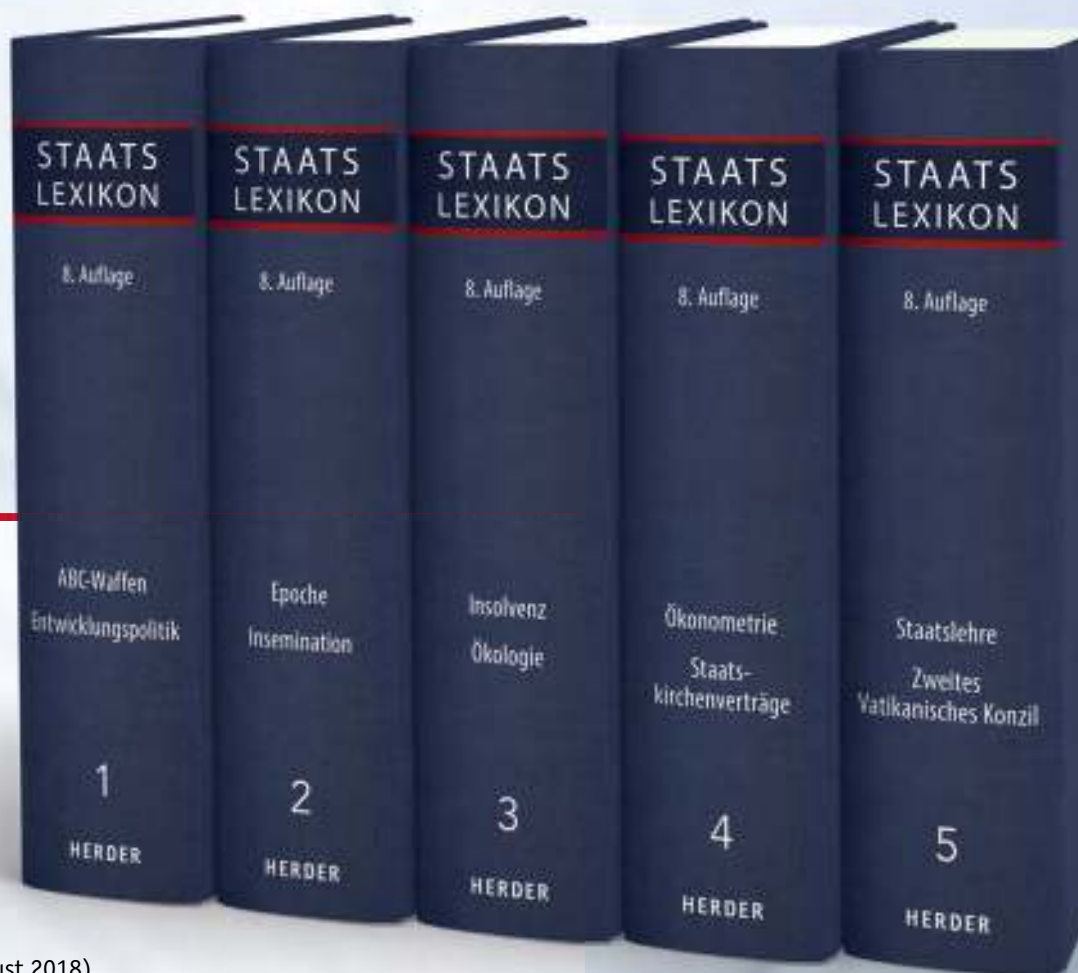 STAATS
LEXIKON
8. Auflage
ABC-Waffen
Entwicklungspolitik
1
HERDER
STAATS
LEXIKON
8. Auflage
Epoche
Insemination
2
HERDER
STAATS
LEXIKON
8. Auflage
Insolvenz
Ökologie
3
HERDER
STAATS
LEXIKON
8. Auflage
Ökonometrie
Staats-
kirchenverträge
4
HERDER
STAATS
LEXIKON
8. Auflage
Staatslehre
Zweites
Vatikanisches Konzil
5
HERDER
2018)